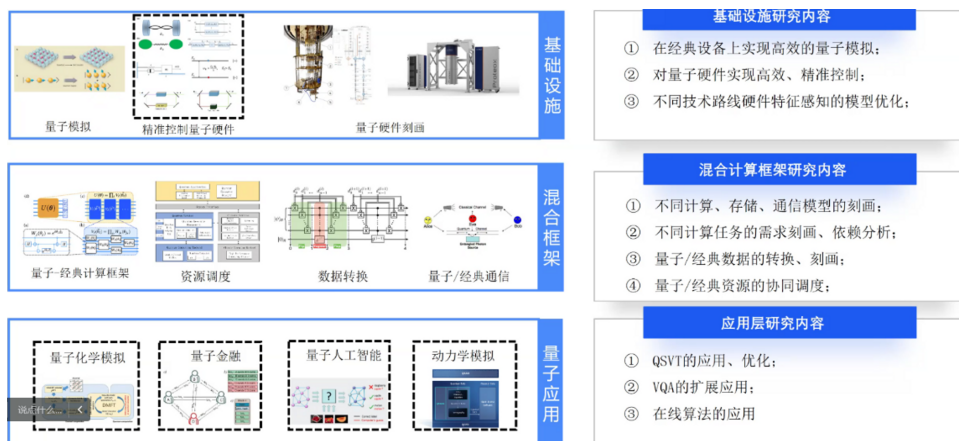 基础设施研究内容
① 在经典设备上实现高效的量子模拟；
② 对量子硬件实现高效、精准控制；
③ 不同技术路线硬件特征感知的模型优化；
基础设施
量子模拟
精准控制量子硬件
量子硬件刻画
混合计算框架研究内容
① 不同计算、存储、通信模型的刻画；
② 不同计算任务的需求刻画、依赖分析；
③ 量子/经典数据的转换、刻画；
④ 量子/经典资源的协同调度；
混合框架
量子-经典计算框架
资源调度
数据转换
量子/经典通信
应用层研究内容
① QSVT的应用、优化；
② VQA的扩展应用；
③ 在线算法的应用
量子应用
量子化学模拟
量子金融
量子人工智能
动力学模拟
说点什么...